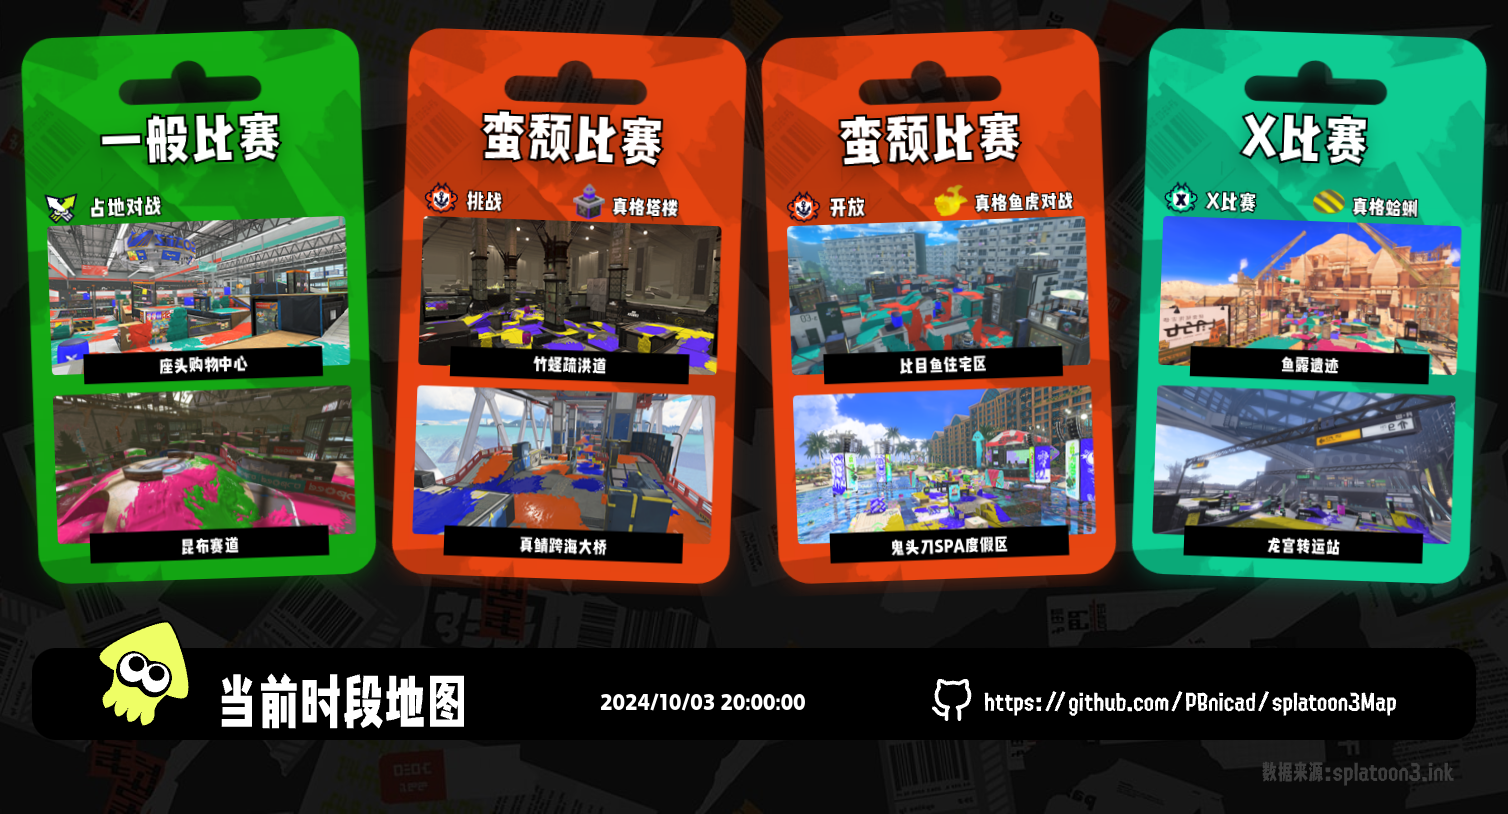 一般比赛
占地对战
座头购物中心
昆布赛道
蛮颓比赛
挑战
真格塔楼
竹蛏疏洪道
真鲷跨海大桥
蛮颓比赛
开放
真格鱼虎对战
比目鱼住宅区
鬼头刀SPA度假区
X比赛
X比赛
真格蛤蜊
鱼露遗迹
龙宫转运站
当前时段地图
2024/10/03 20:00:00
https://github.com/PBnicad/splatoon3Map
数据来源:splatoon3.ink